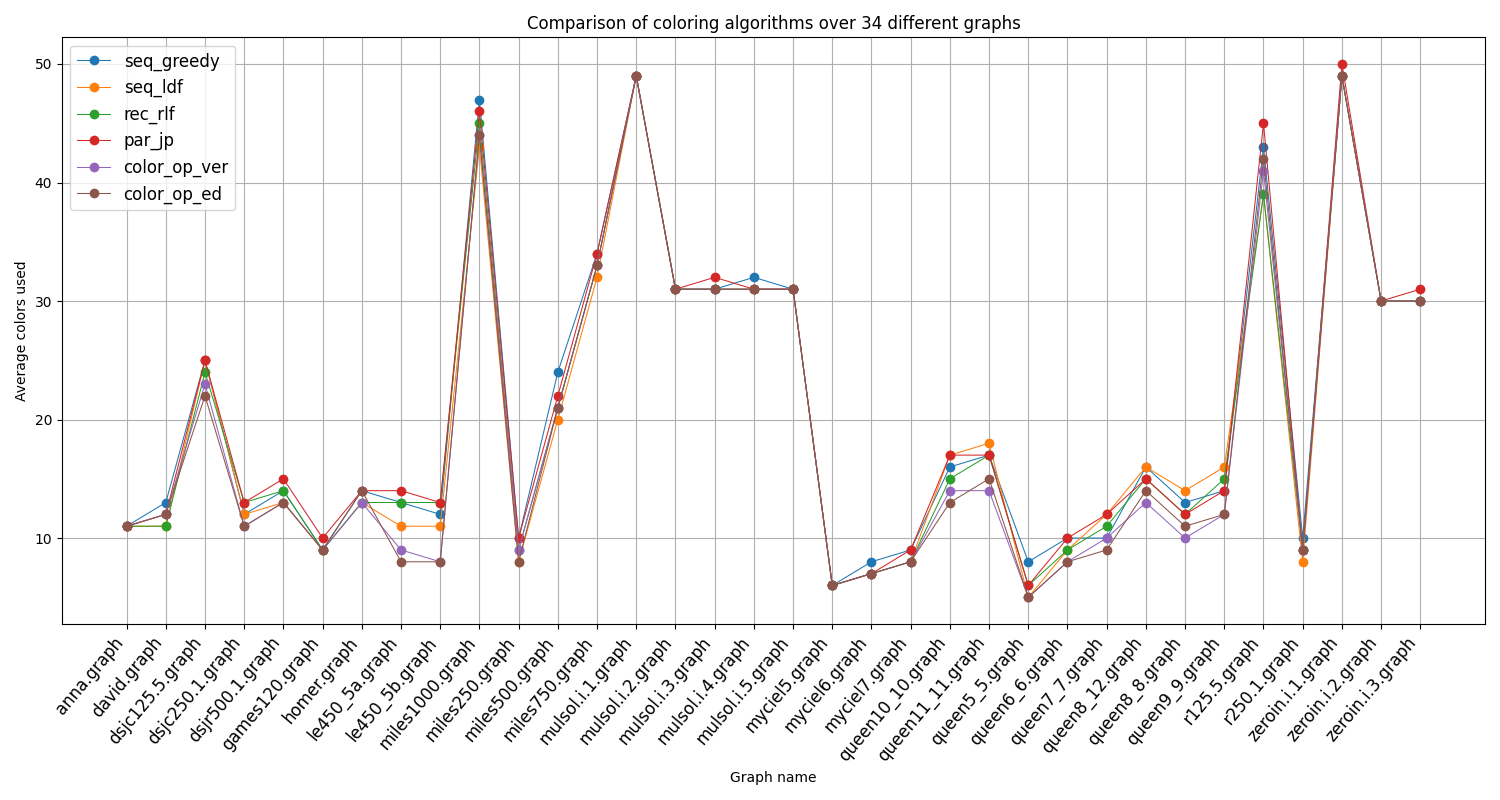 Comparison of coloring algorithms over 34 different graphs
50
40
30
20
10
Average colors used
seq_greedy
seq_ldf
rec_rlf
par_jp
color_op_ver
color_op_ed
anna.graph
david.graph
dsjc125.5.graph
dsjc250.1.graph
dsjr500.1.graph
games120.graph
homer.graph
le450_5a.graph
le450_5b.graph
miles1000.graph
miles250.graph
miles500.graph
miles750.graph
mulsol.i.1.graph
mulsol.i.2.graph
mulsol.i.3.graph
mulsol.i.4.graph
mulsol.i.5.graph
myciel5.graph
myciel6.graph
myciel7.graph
queen10_10.graph
queen11_11.graph
queen5_5.graph
queen6_6.graph
queen7_7.graph
queen8_12.graph
queen8_8.graph
queen9_9.graph
r125.5.graph
r250.1.graph
zeroin.i.1.graph
zeroin.i.2.graph
zeroin.i.3.graph
Graph name